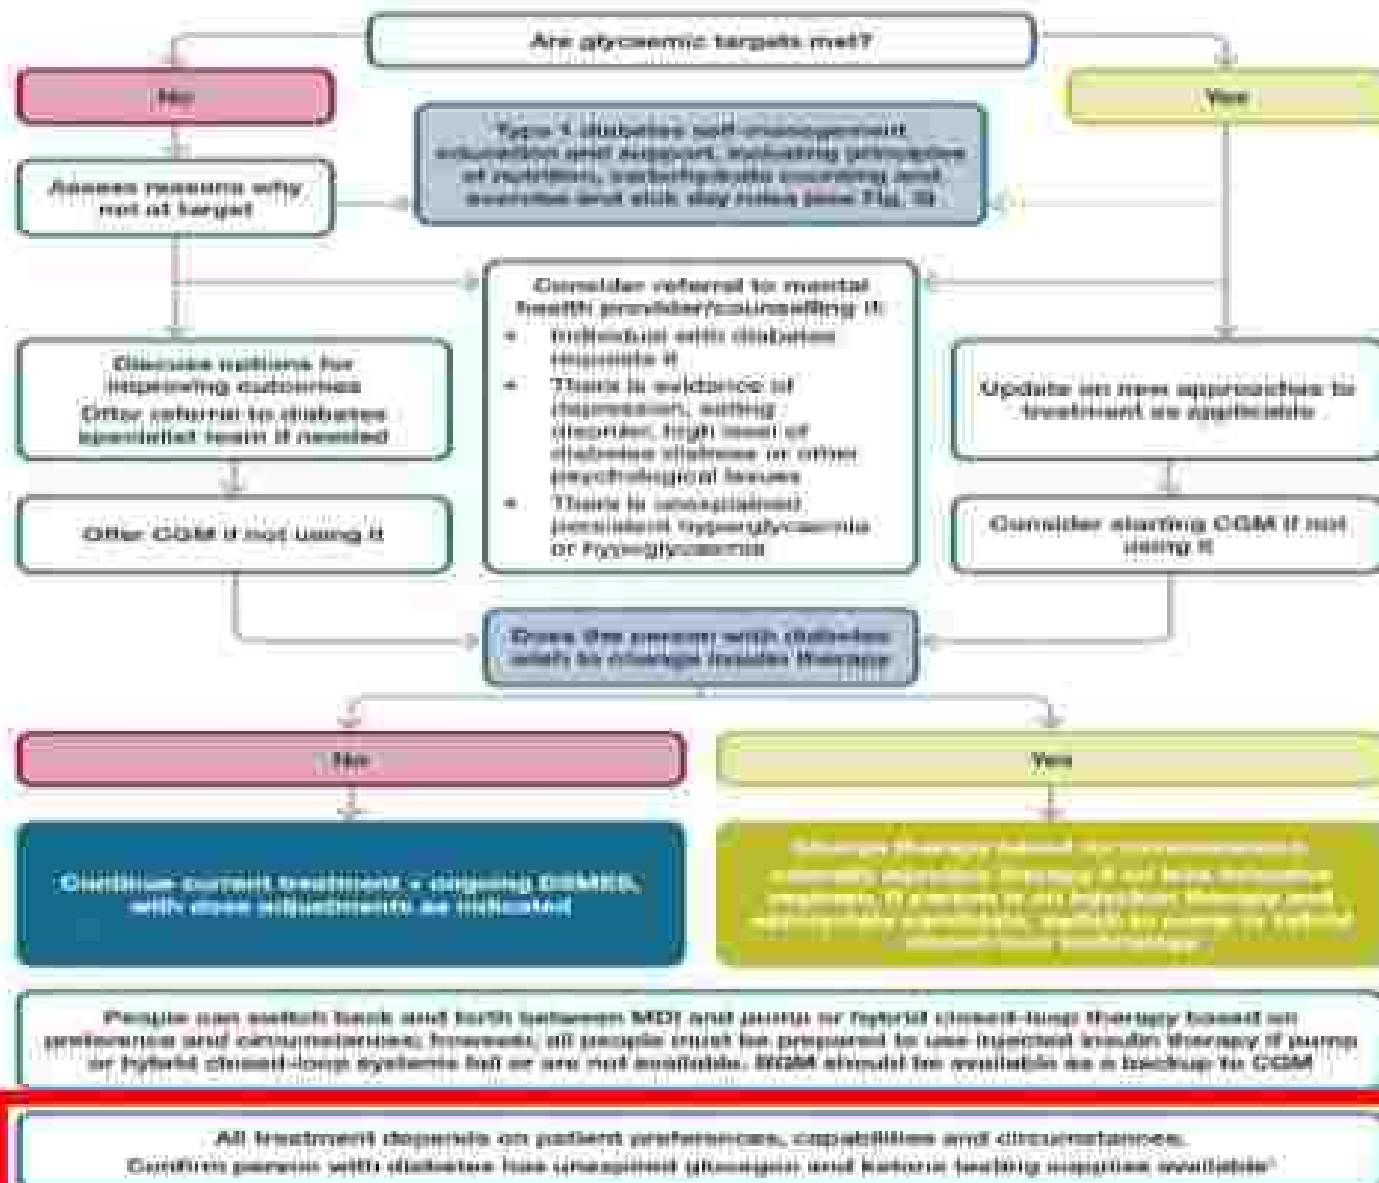 Are glycaemic targets met?
No
Yes
Type 1 diabetes self-management
education and support, including principles
of nutrition, carbohydrate counting and
exercise and sick day rules (see Fig. 3)
Assess reasons why
not at target
Consider referral to mental
health provider/counselling if:
• Individual with diabetes
requests it
• There is evidence of
depression, eating
disorder, high level of
diabetes distress or other
psychological issues
• There is unexplained
persistent hyperglycaemia
or hypoglycaemia
Discuss options for
improving outcomes
Offer referral to diabetes
specialist team if needed
Update on new approaches to
treatment as applicable
Offer CGM if not using it
Consider starting CGM if not
using it
Does the person with diabetes
wish to change insulin therapy
No
Yes
Continue current treatment + ongoing DSMES,
with dose adjustments as indicated
People can switch back and forth between MDI and pump or hybrid closed-loop therapy based on
preference and circumstances; however, all people must be prepared to use injected insulin therapy if pump
or hybrid closed-loop systems fail or are not available. BGM should be available as a backup to CGM
All treatment depends on patient preferences, capabilities and circumstances.
Confirm person with diabetes has unexpired glucagon and ketone testing supplies available